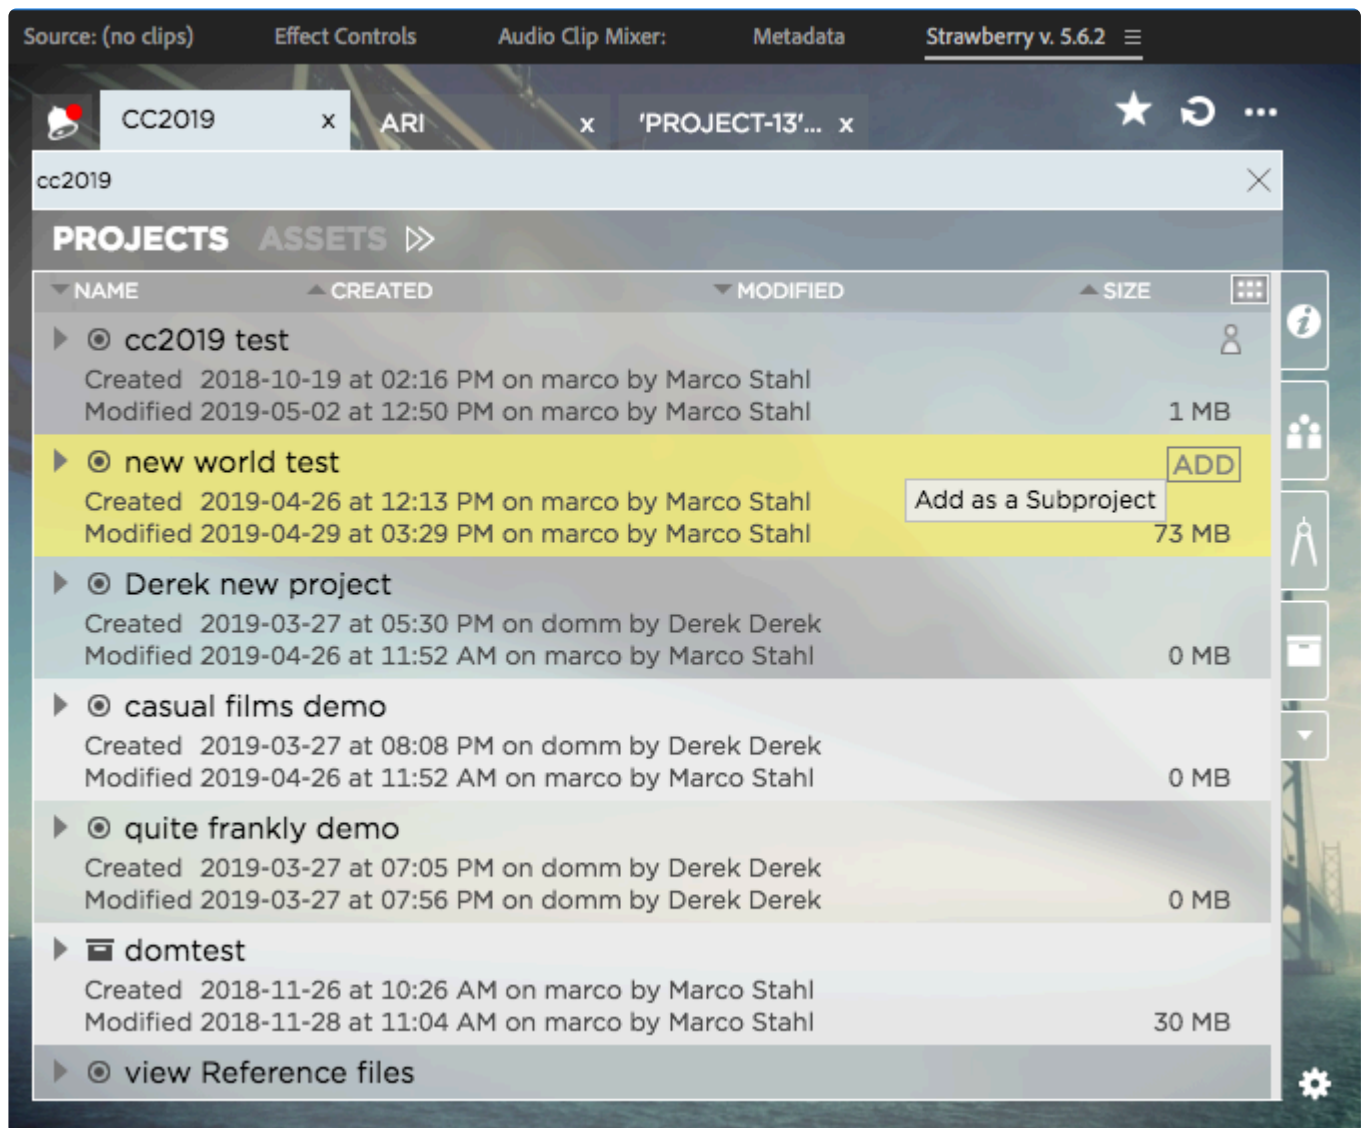 Source: (no clips) Effect Controls Audio Clip Mixer: Metadata Strawberry v. 5.6.2
CC2019 x ARI x 'PROJECT-13'... x
cc2019
PROJECTS ASSETS
NAME CREATED MODIFIED SIZE
cc2019 test
Created 2018-10-19 at 02:16 PM on marco by Marco Stahl
Modified 2019-05-02 at 12:50 PM on marco by Marco Stahl 1 MB
new world test ADD
Created 2019-04-26 at 12:13 PM on marco by Marco Stahl Add as a Subproject
Modified 2019-04-29 at 03:29 PM on marco by Marco Stahl 73 MB
Derek new project
Created 2019-03-27 at 05:30 PM on domm by Derek Derek
Modified 2019-04-26 at 11:52 AM on marco by Marco Stahl 0 MB
casual films demo
Created 2019-03-27 at 08:08 PM on domm by Derek Derek
Modified 2019-04-26 at 11:52 AM on marco by Marco Stahl 0 MB
quite frankly demo
Created 2019-03-27 at 07:05 PM on domm by Derek Derek
Modified 2019-03-27 at 07:56 PM on domm by Derek Derek 0 MB
domtest
Created 2018-11-26 at 10:26 AM on marco by Marco Stahl
Modified 2018-11-28 at 11:04 AM on marco by Marco Stahl 30 MB
view Reference files